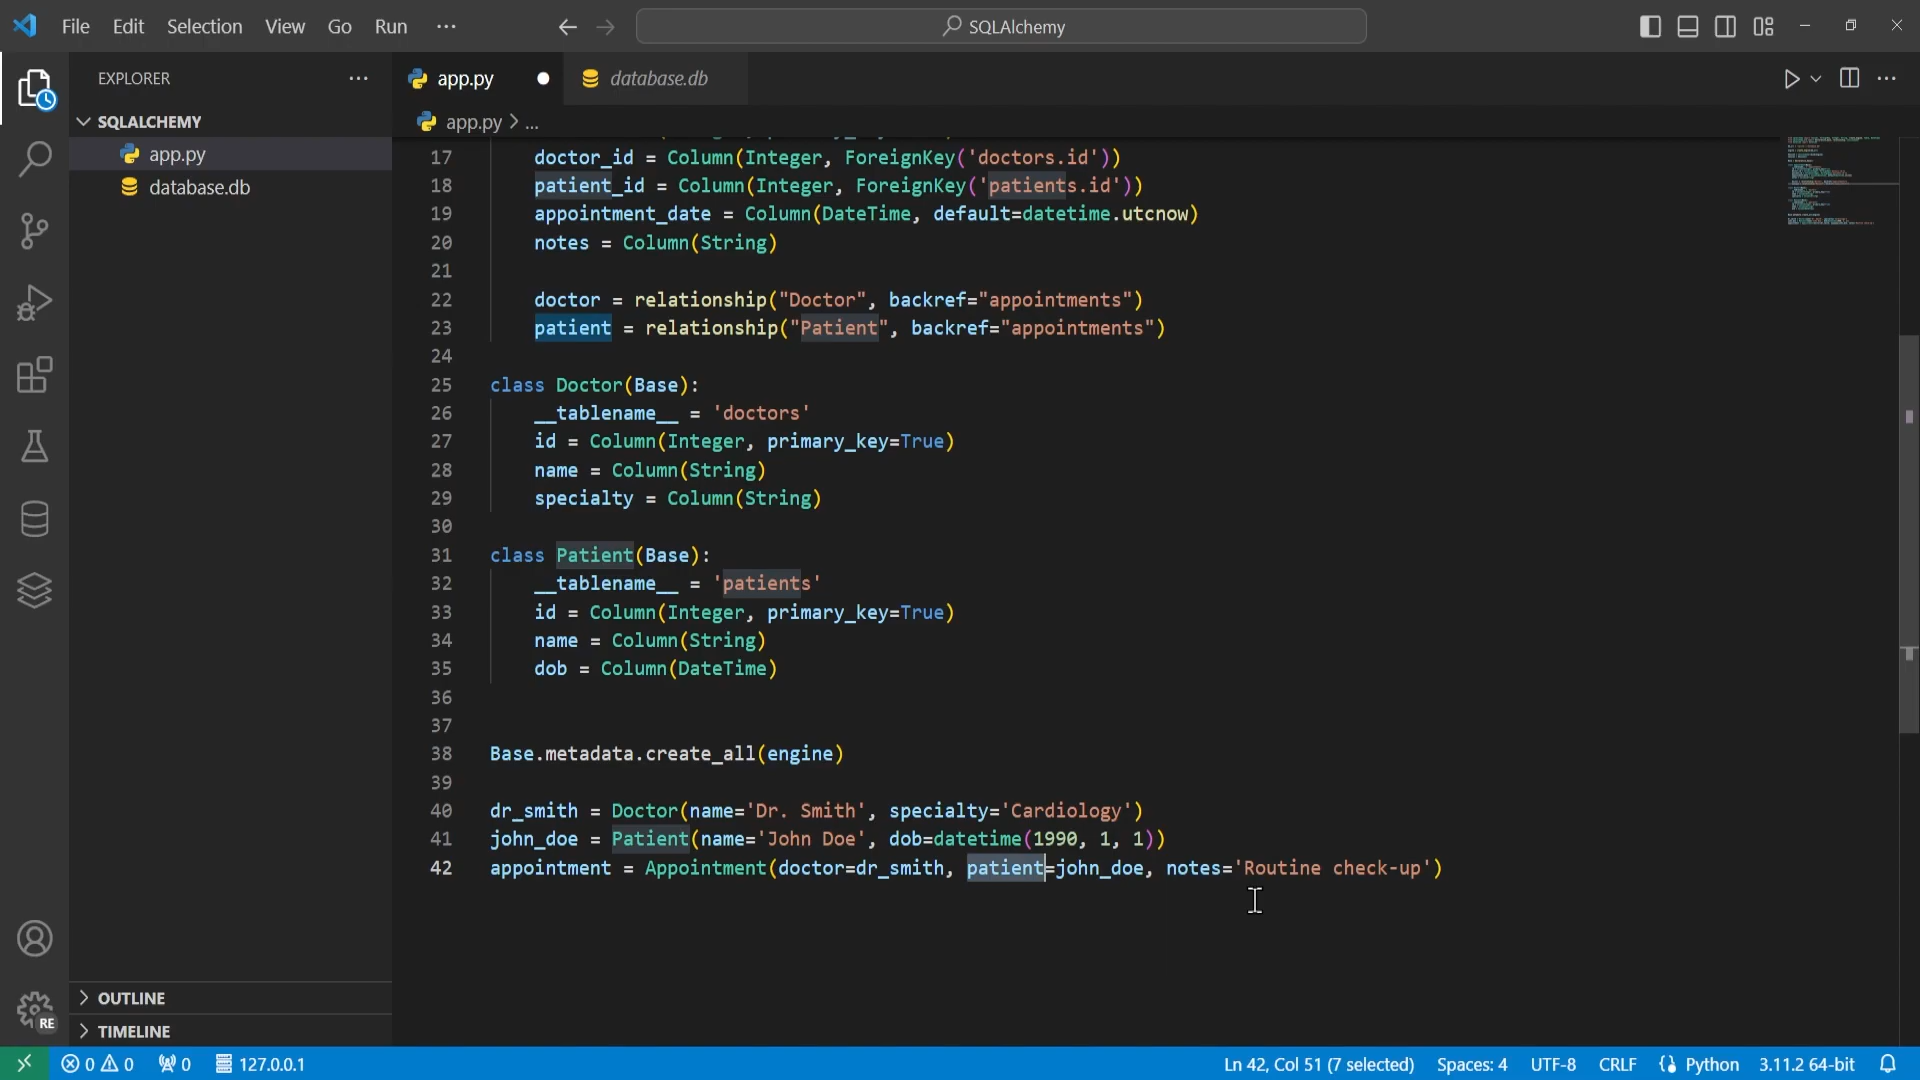 File Edit Selection View Go Run ···
SQLAlchemy
EXPLORER ···
SQLALCHEMY
app.py
database.db
OUTLINE
TIMELINE
app.py database.db
app.py > ...
17 doctor_id = Column(Integer, ForeignKey('doctors.id'))
18 patient_id = Column(Integer, ForeignKey('patients.id'))
19 appointment_date = Column(DateTime, default=datetime.utcnow)
20 notes = Column(String)
21
22 doctor = relationship("Doctor", backref="appointments")
23 patient = relationship("Patient", backref="appointments")
24
25 class Doctor(Base):
26 __tablename__ = 'doctors'
27 id = Column(Integer, primary_key=True)
28 name = Column(String)
29 specialty = Column(String)
30
31 class Patient(Base):
32 __tablename__ = 'patients'
33 id = Column(Integer, primary_key=True)
34 name = Column(String)
35 dob = Column(DateTime)
36
37
38 Base.metadata.create_all(engine)
39
40 dr_smith = Doctor(name='Dr. Smith', specialty='Cardiology')
41 john_doe = Patient(name='John Doe', dob=datetime(1990, 1, 1))
42 appointment = Appointment(doctor=dr_smith, patient=john_doe, notes='Routine check-up')
RE
0 0 0 127.0.0.1 Ln 42, Col 51 (7 selected) Spaces: 4 UTF-8 CRLF Python 3.11.2 64-bit